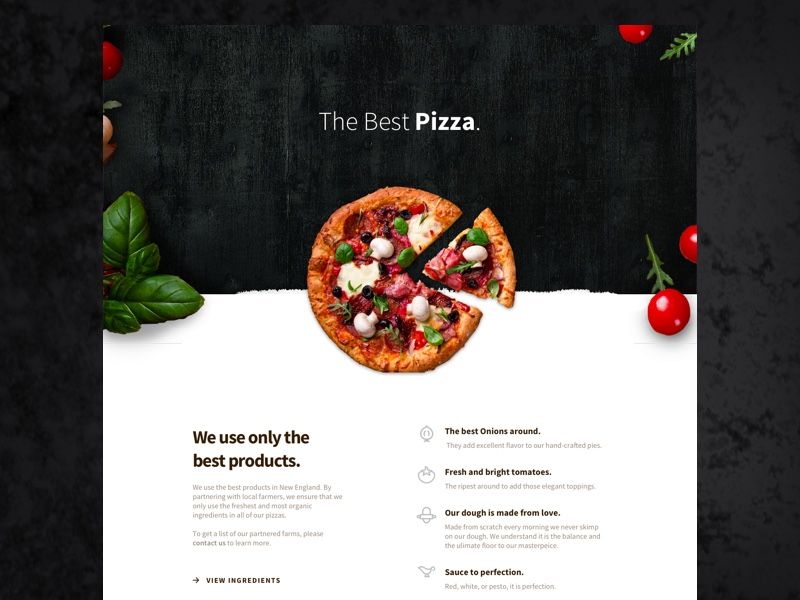 The Best Pizza.
We use only the
best products.
We use the best products in New England. By
partnering with local farmers, we ensure that we
only use the freshest and most organic
ingredients in all of our pizzas.
To get a list of our partnered farms, please
contact us to learn more.
VIEW INGREDIENTS
The best Onions around.
They add excellent flavor to our hand-crafted pies.
Fresh and bright tomatoes.
The ripest around to add those elegant toppings.
Our dough is made from love.
Made from scratch every morning we never skimp
on our dough. We understand it is the balance and
the ulimate floor to our masterpeice.
Sauce to perfection.
Red, white, or pesto, it is perfection.